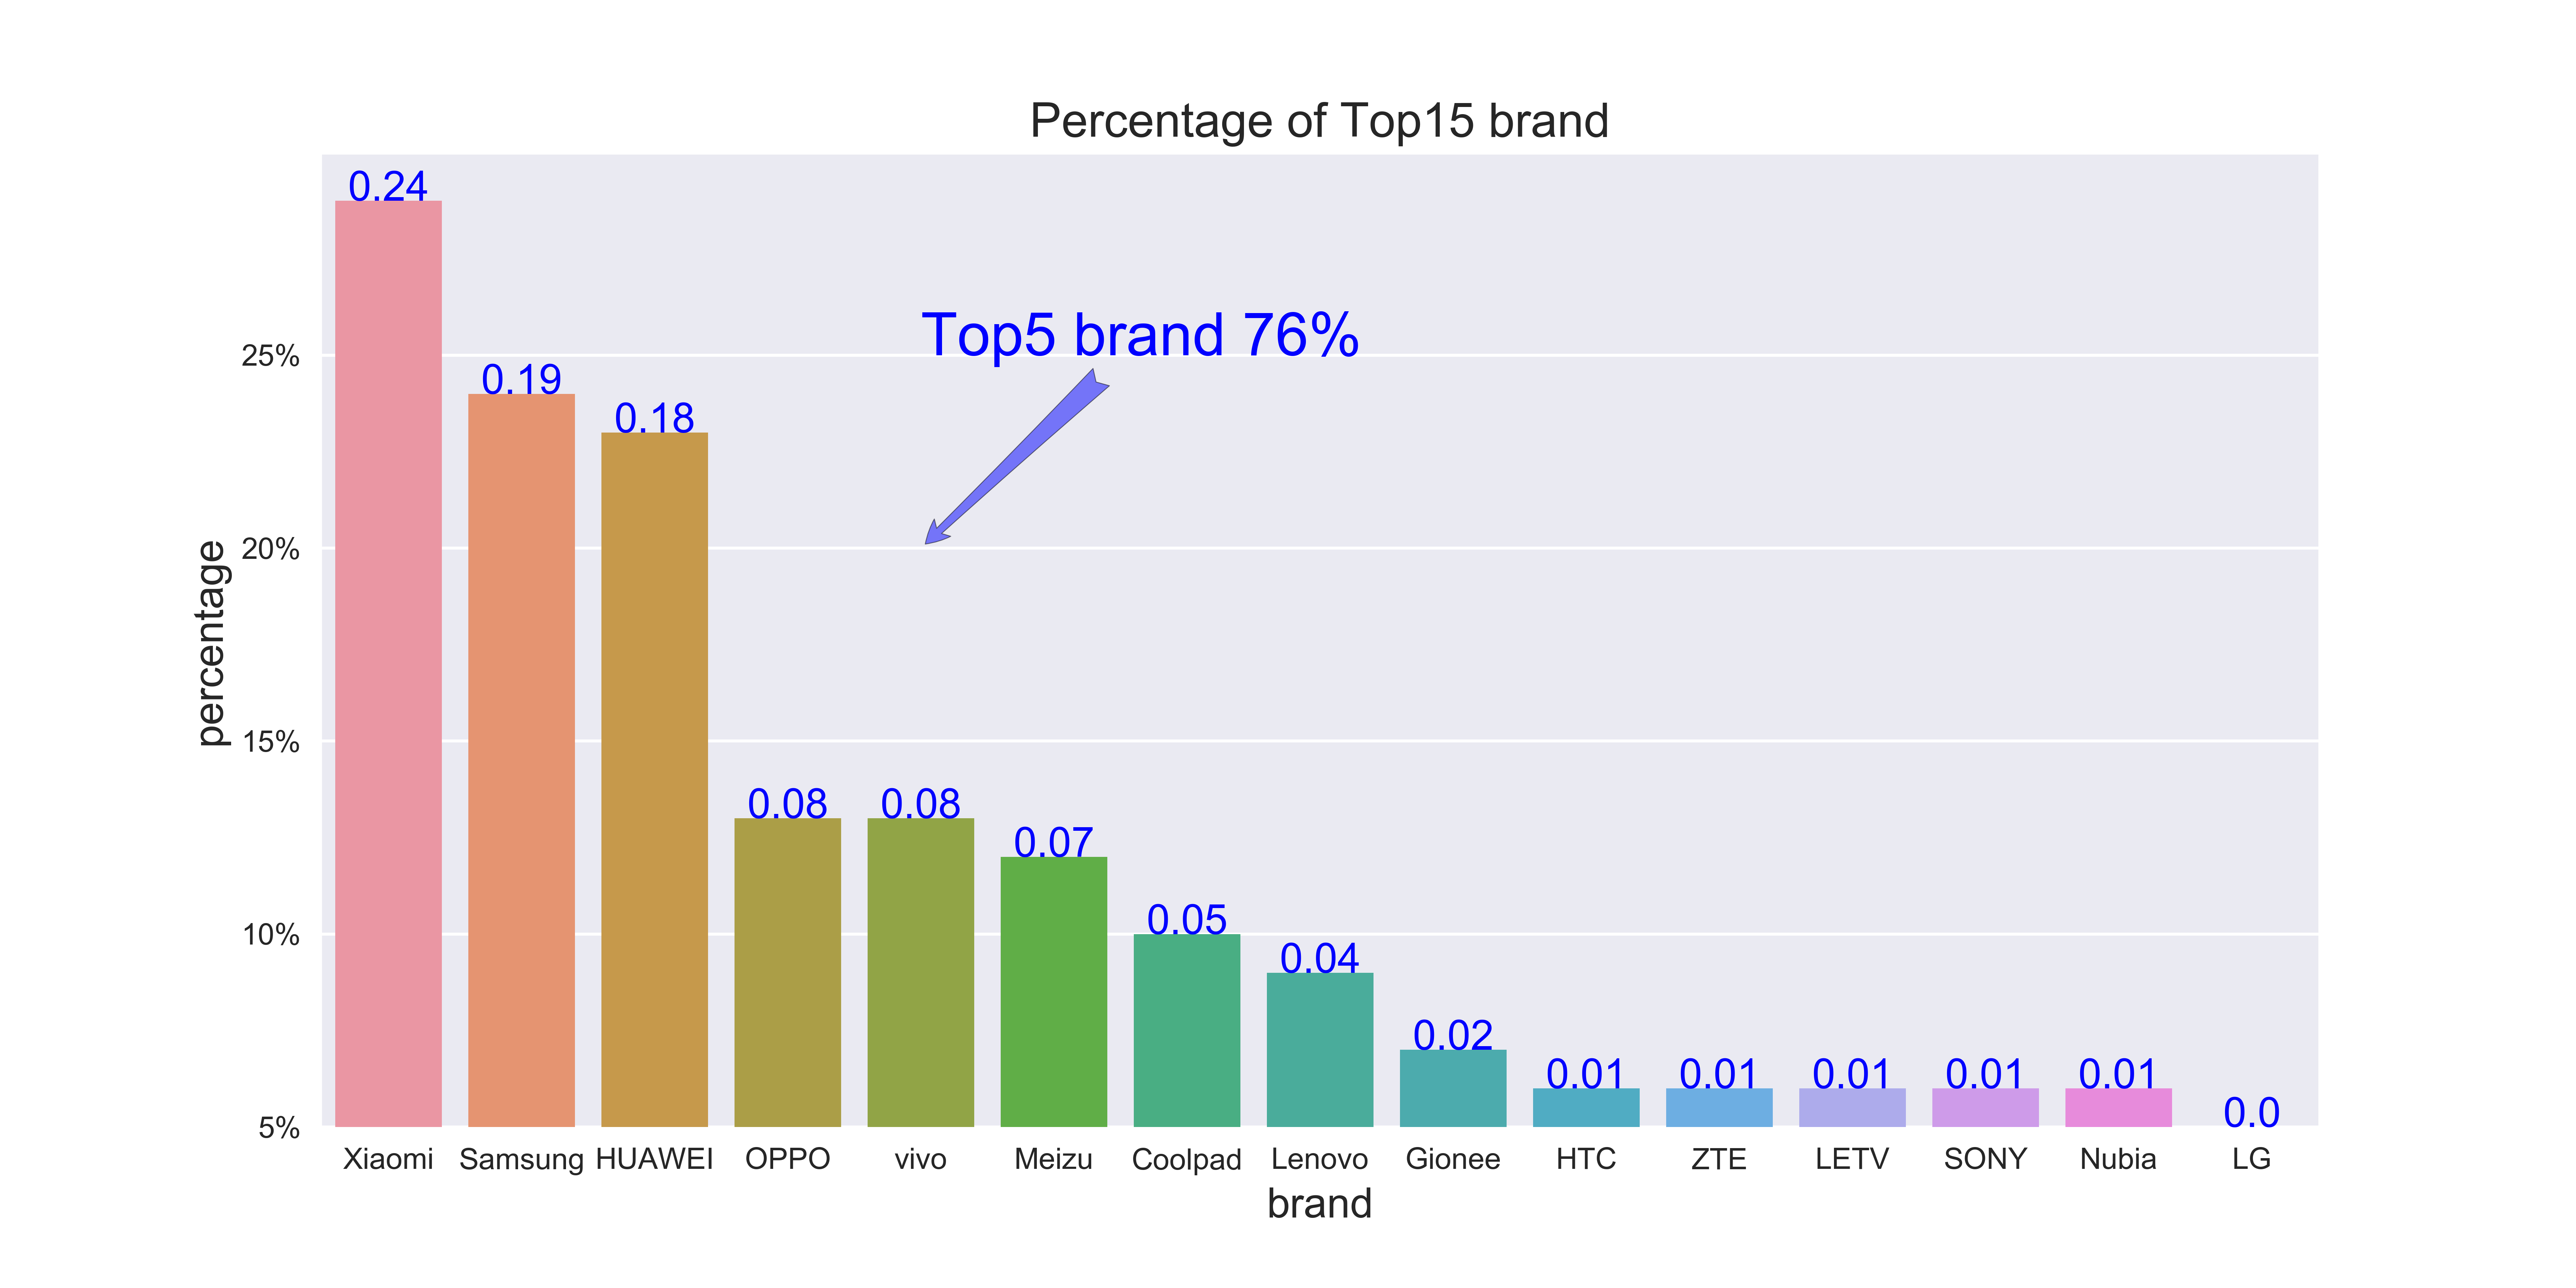 Percentage of Top15 brand
0.24
Top5 brand 76%
25%
0.19
0.18
20%
percentage
15%
0.08 0.08
0.07
10%
0.05
0.04
0.02
0.01 0.01 0.01 0.01 0.01
0.0
5%
Xiaomi Samsung HUAWEI OPPO vivo Meizu Coolpad Lenovo Gionee HTC ZTE LETV SONY Nubia LG
brand